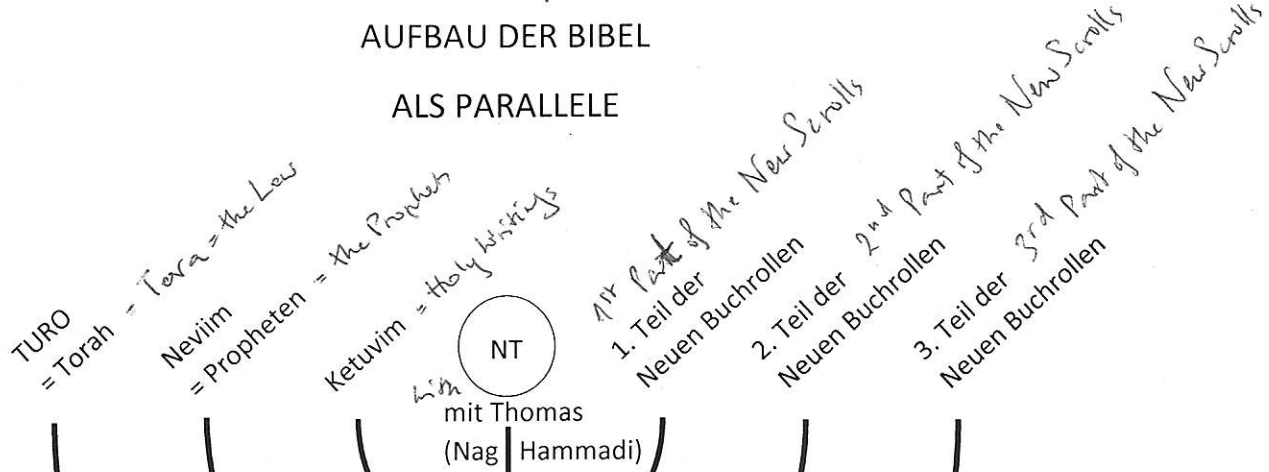 AUFBAU DER BIBEL
ALS PARALLELE
TURO
= Torah = Tora = the Law
Neviim
= Propheten = the Prophets
Ketuvim = Holy Writings
NT
with
mit Thomas
(Nag Hammadi)
1st Part of the New Scrolls
1. Teil der
Neuen Buchrollen
2nd Part of the New Scrolls
2. Teil der
Neuen Buchrollen
3rd Part of the New Scrolls
3. Teil der
Neuen Buchrollen